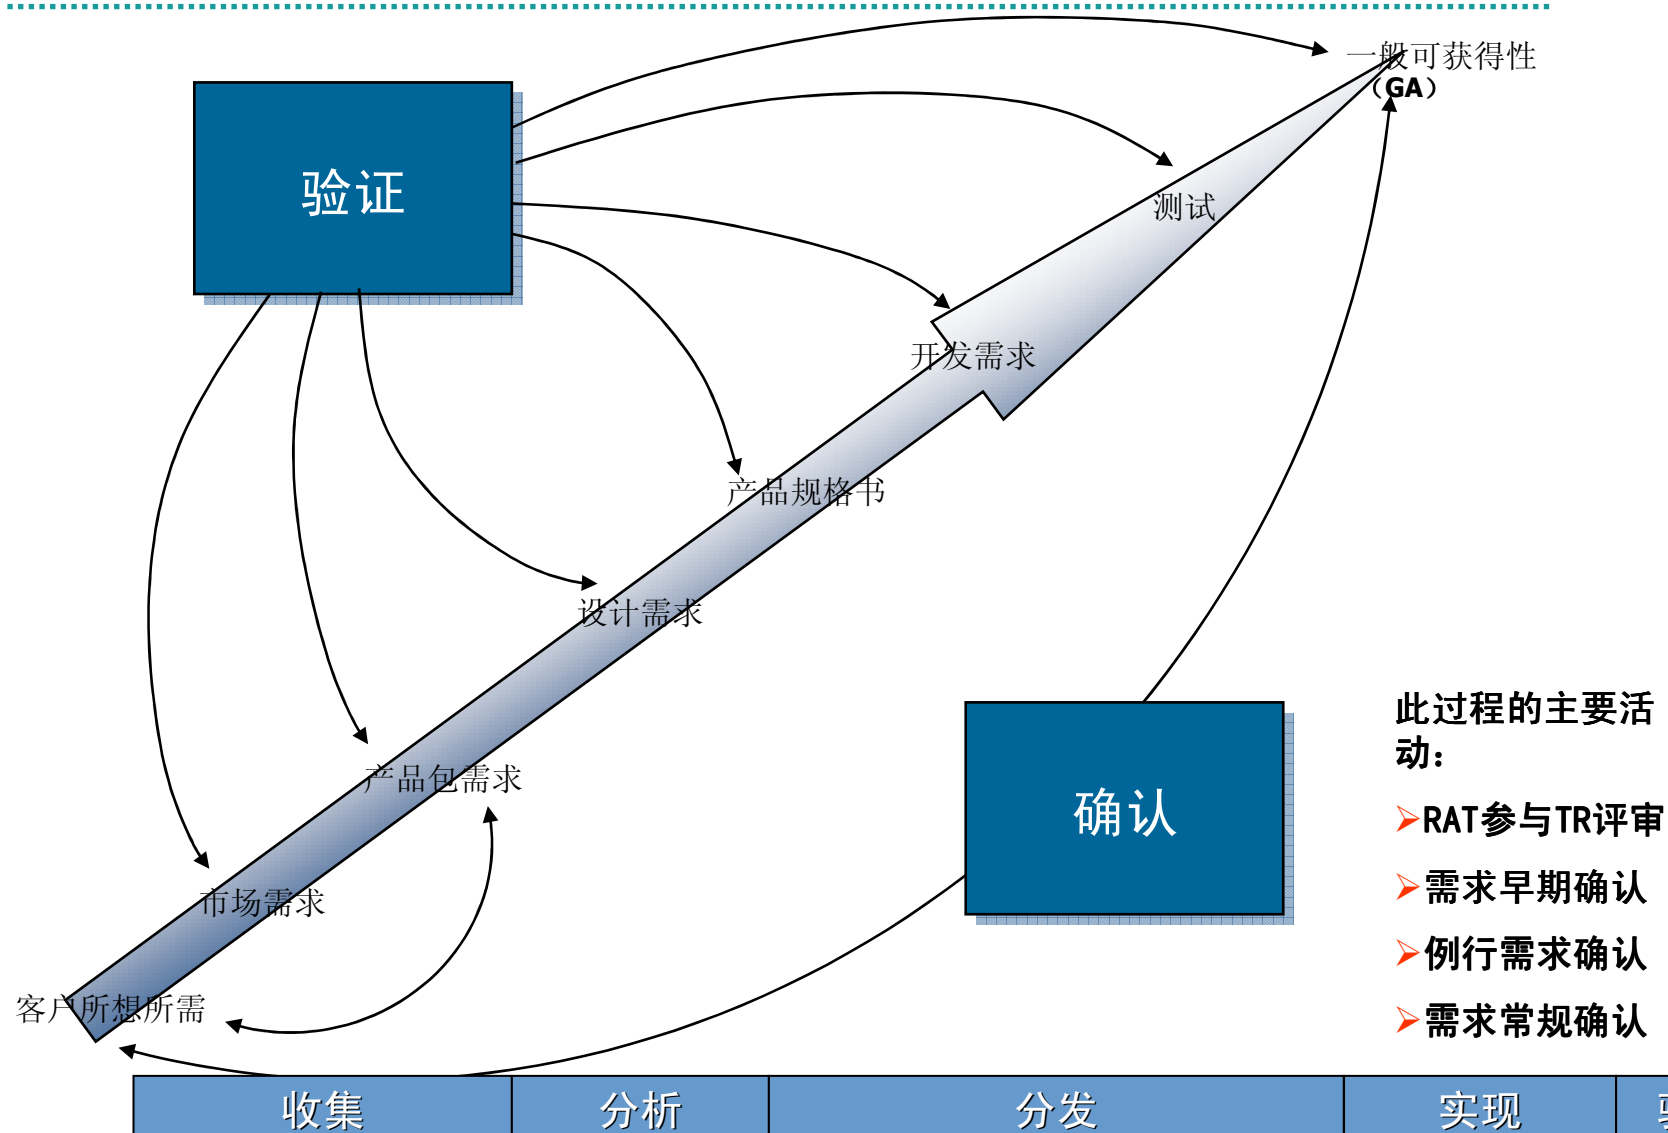 一般可获得性
（GA）
验证
测试
开发需求
产品规格书
设计需求
产品包需求
市场需求
客户所想所需
确认
此过程的主要活
动：
RAT参与TR评审
需求早期确认
例行需求确认
需求常规确认
收集 分析 分发 实现